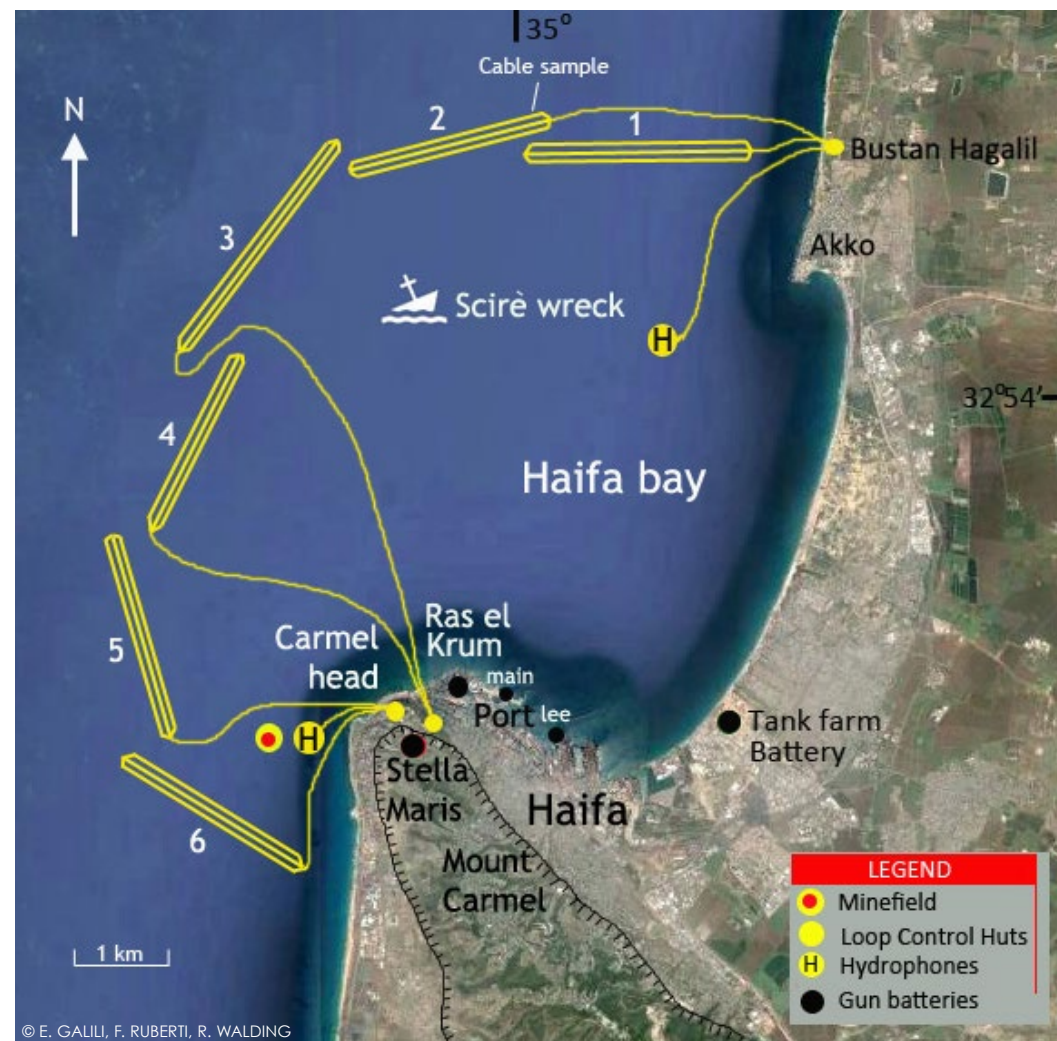 35°
Cable sample
N
2
1
Bustan Hagalil
3
Akko
Scirè wreck
H
32°54'
4
Haifa bay
Ras el
Krum
Carmel
head
5
main
Port lee
H
Tank farm
Battery
Stella
Maris
Haifa
6
Mount
Carmel
LEGEND
Minefield
Loop Control Huts
H Hydrophones
Gun batteries
1 km
© E. GALILI, F. RUBERTI, R. WALDING